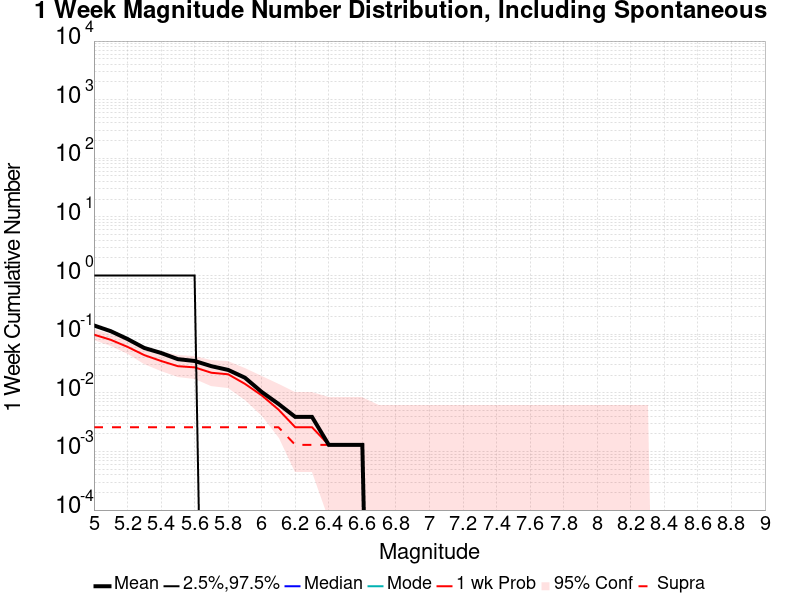 1 Week Magnitude Number Distribution, Including Spontaneous
1 Week Cumulative Number
10^4
10^3
10^2
10^1
10^0
10^-1
10^-2
10^-3
10^-4
5 5.2 5.4 5.6 5.8 6 6.2 6.4 6.6 6.8 7 7.2 7.4 7.6 7.8 8 8.2 8.4 8.6 8.8 9
Magnitude
Mean 2.5%,97.5% Median Mode 1 wk Prob 95% Conf Supra